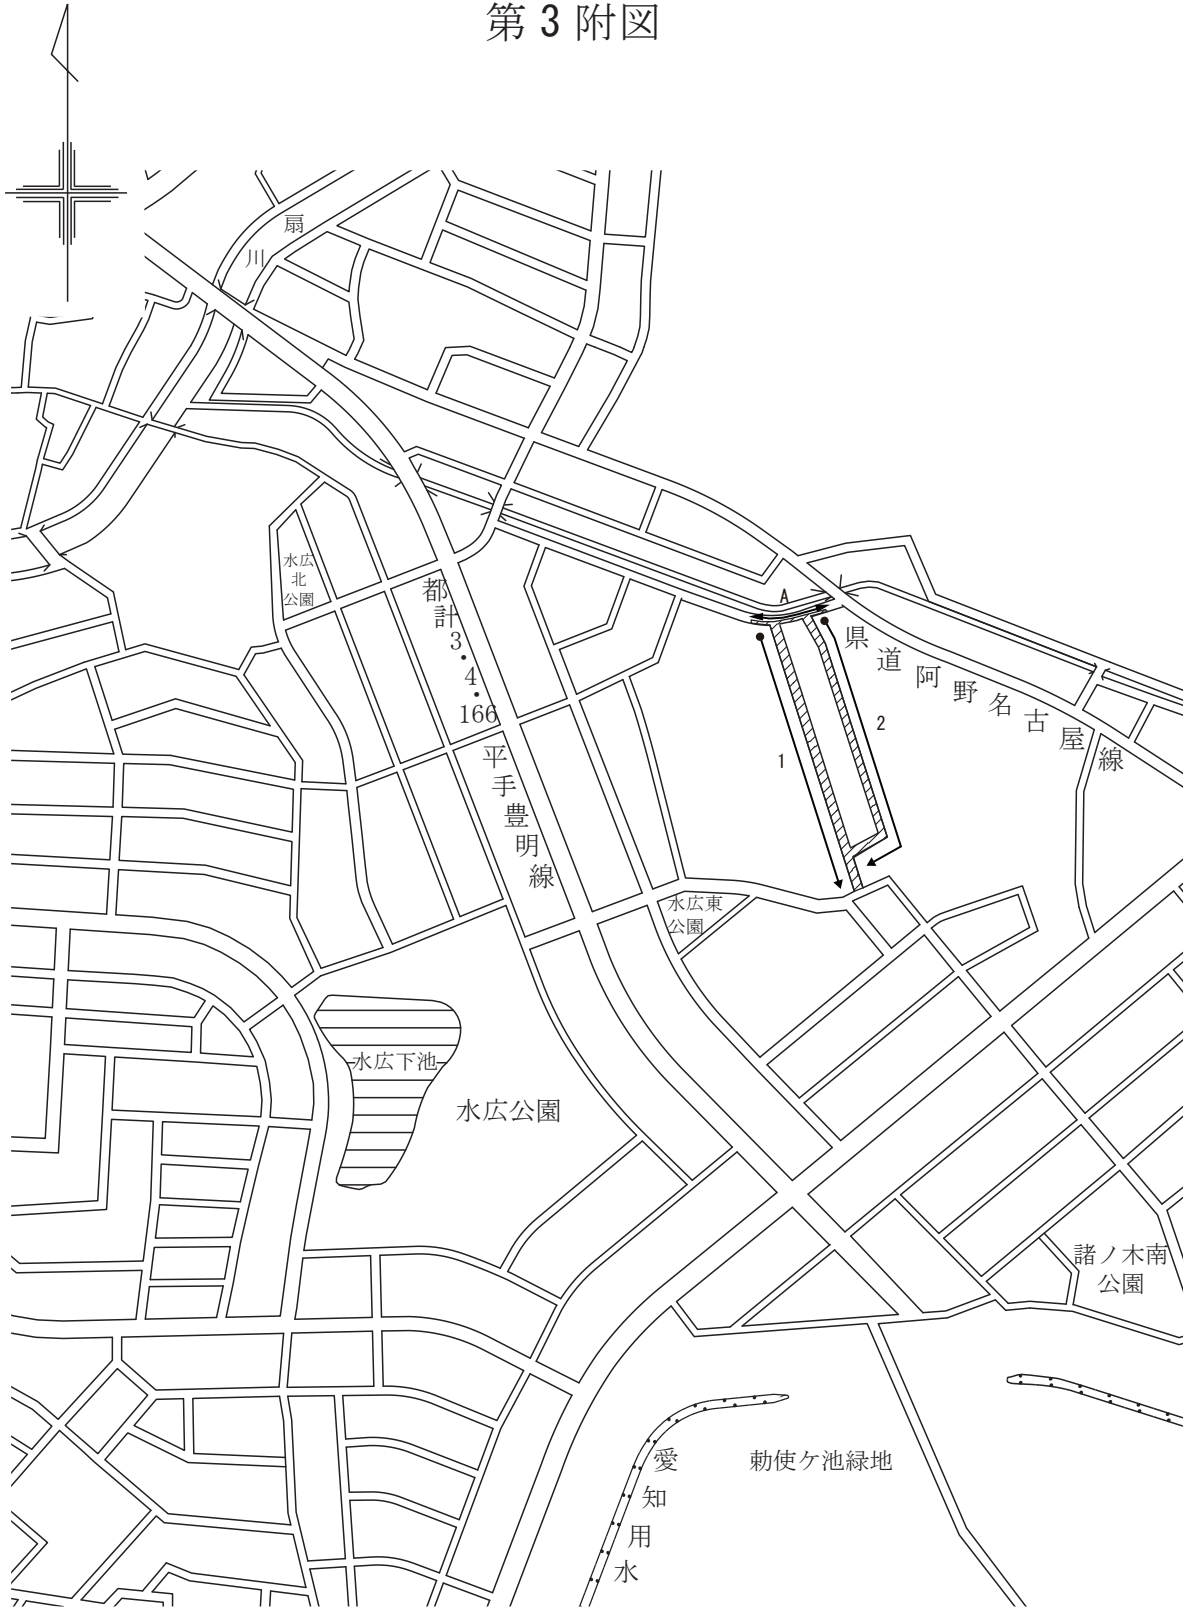 第3附図
扇川
水広
北
公園
都計3・4・166
平手豊明線
A
県道阿野名古屋線
1
2
水広東
公園
水広下池
水広公園
諸ノ木南
公園
愛知用水
勅使ケ池緑地